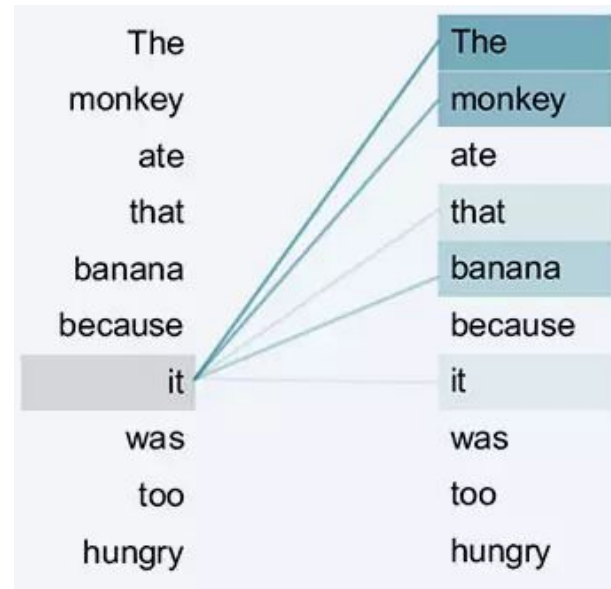 The The
monkey monkey
ate ate
that that
banana banana
because because
it it
was was
too too
hungry hungry